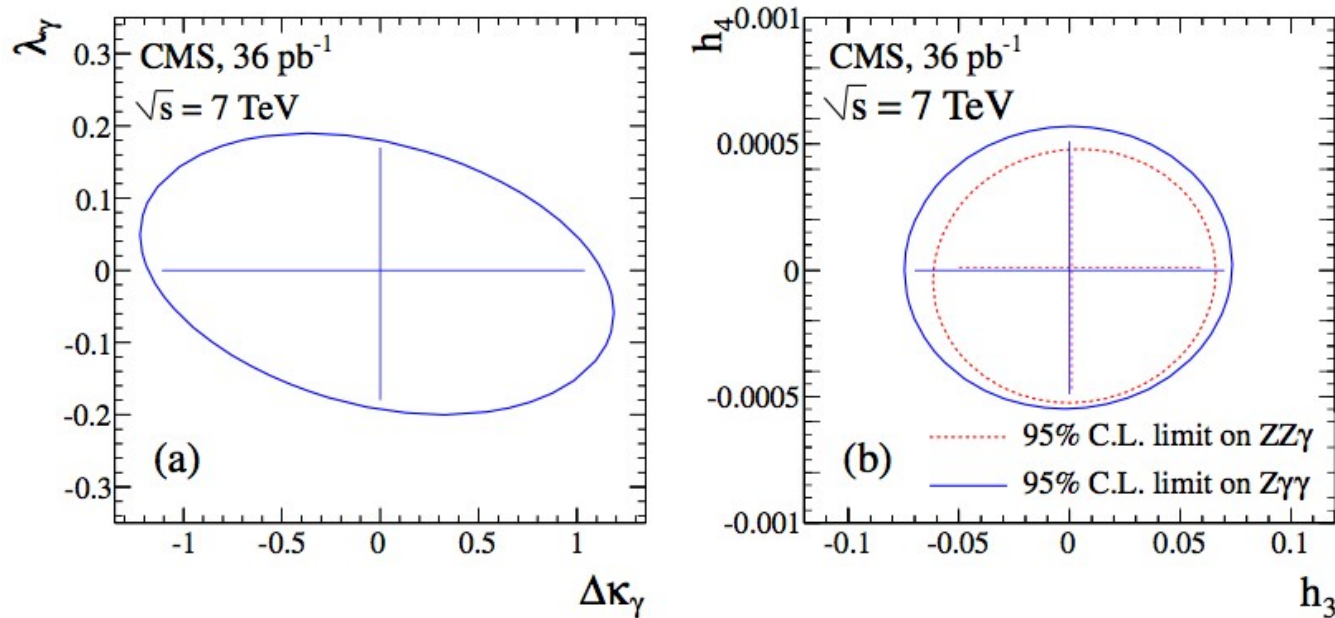 λγ
0.3
0.2
0.1
0
-0.1
-0.2
-0.3
CMS, 36 pb⁻¹
√s = 7 TeV
(a)
-1 -0.5 0 0.5 1
Δκγ
h₄
0.001
0.0005
0
-0.0005
-0.001
CMS, 36 pb⁻¹
√s = 7 TeV
(b)
95% C.L. limit on ZZγ
95% C.L. limit on Zγγ
-0.1 -0.05 0 0.05 0.1
h₃